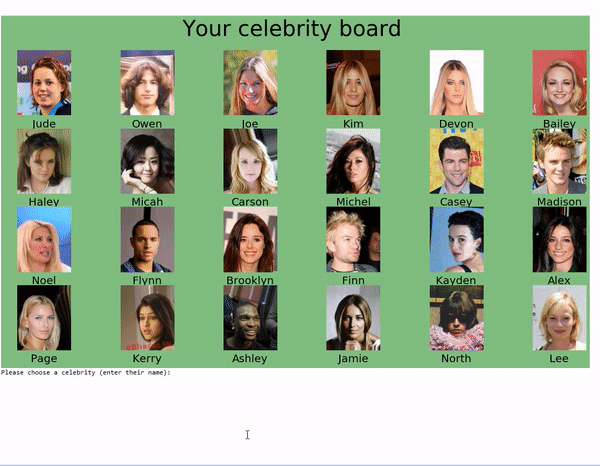 Your celebrity board
Jude Owen Joe Kim Devon Bailey
Haley Micah Carson Michel Casey Madison
Noel Flynn Brooklyn Finn Kayden Alex
Page Kerry Ashley Jamie North Lee
Please choose a celebrity (enter their name):